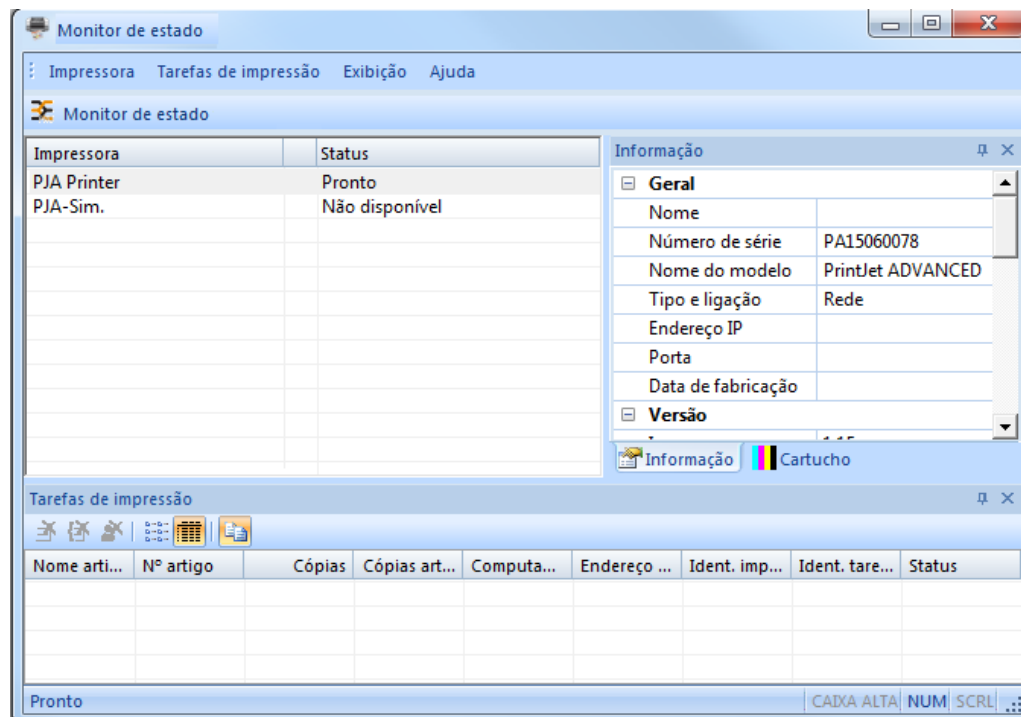 Monitor de estado
Impressora Tarefas de impressão Exibição Ajuda
Monitor de estado
Impressora Status
PJA Printer Pronto
PJA-Sim. Não disponível
Informação
Geral
Nome
Número de série PA15060078
Nome do modelo PrintJet ADVANCED
Tipo e ligação Rede
Endereço IP
Porta
Data de fabricação
Versão
Informação Cartucho
Tarefas de impressão
Nome arti... Nº artigo Cópias Cópias art... Computa... Endereço ... Ident. imp... Ident. tare... Status
Pronto CAIXA ALTA NUM SCRL